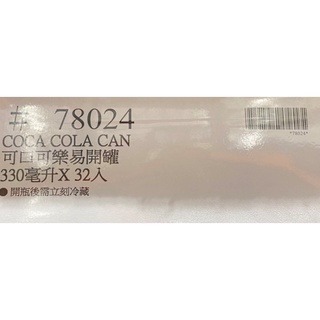 # 78024
COCA COLA CAN
可口可樂易開罐
330毫升X 32入
● 開瓶後需立刻冷藏
*78024*